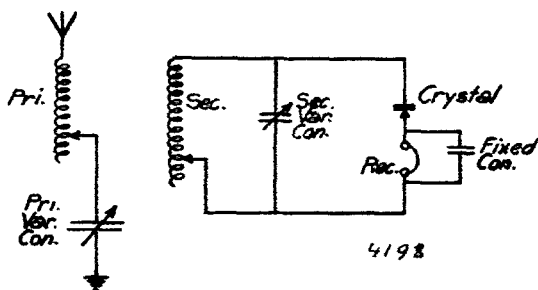 Pri.
Sec.
Sec.
Var.
Con.
Crystal
Rec.
Fixed
Con.
Pri.
Var.
Con.
4198